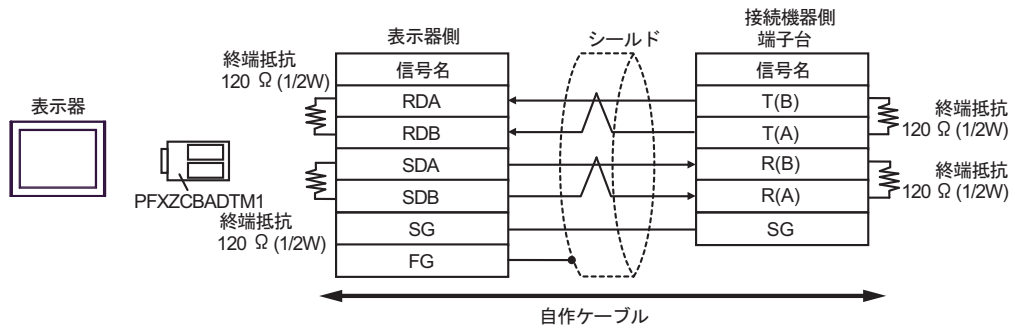 表示器
PFXZCBADTM1
終端抵抗
120 Ω (1/2W)
終端抵抗
120 Ω (1/2W)
表示器側
信号名
RDA
RDB
SDA
SDB
SG
FG
シールド
接続機器側
端子台
信号名
T(B)
T(A)
R(B)
R(A)
SG
終端抵抗
120 Ω (1/2W)
終端抵抗
120 Ω (1/2W)
自作ケーブル